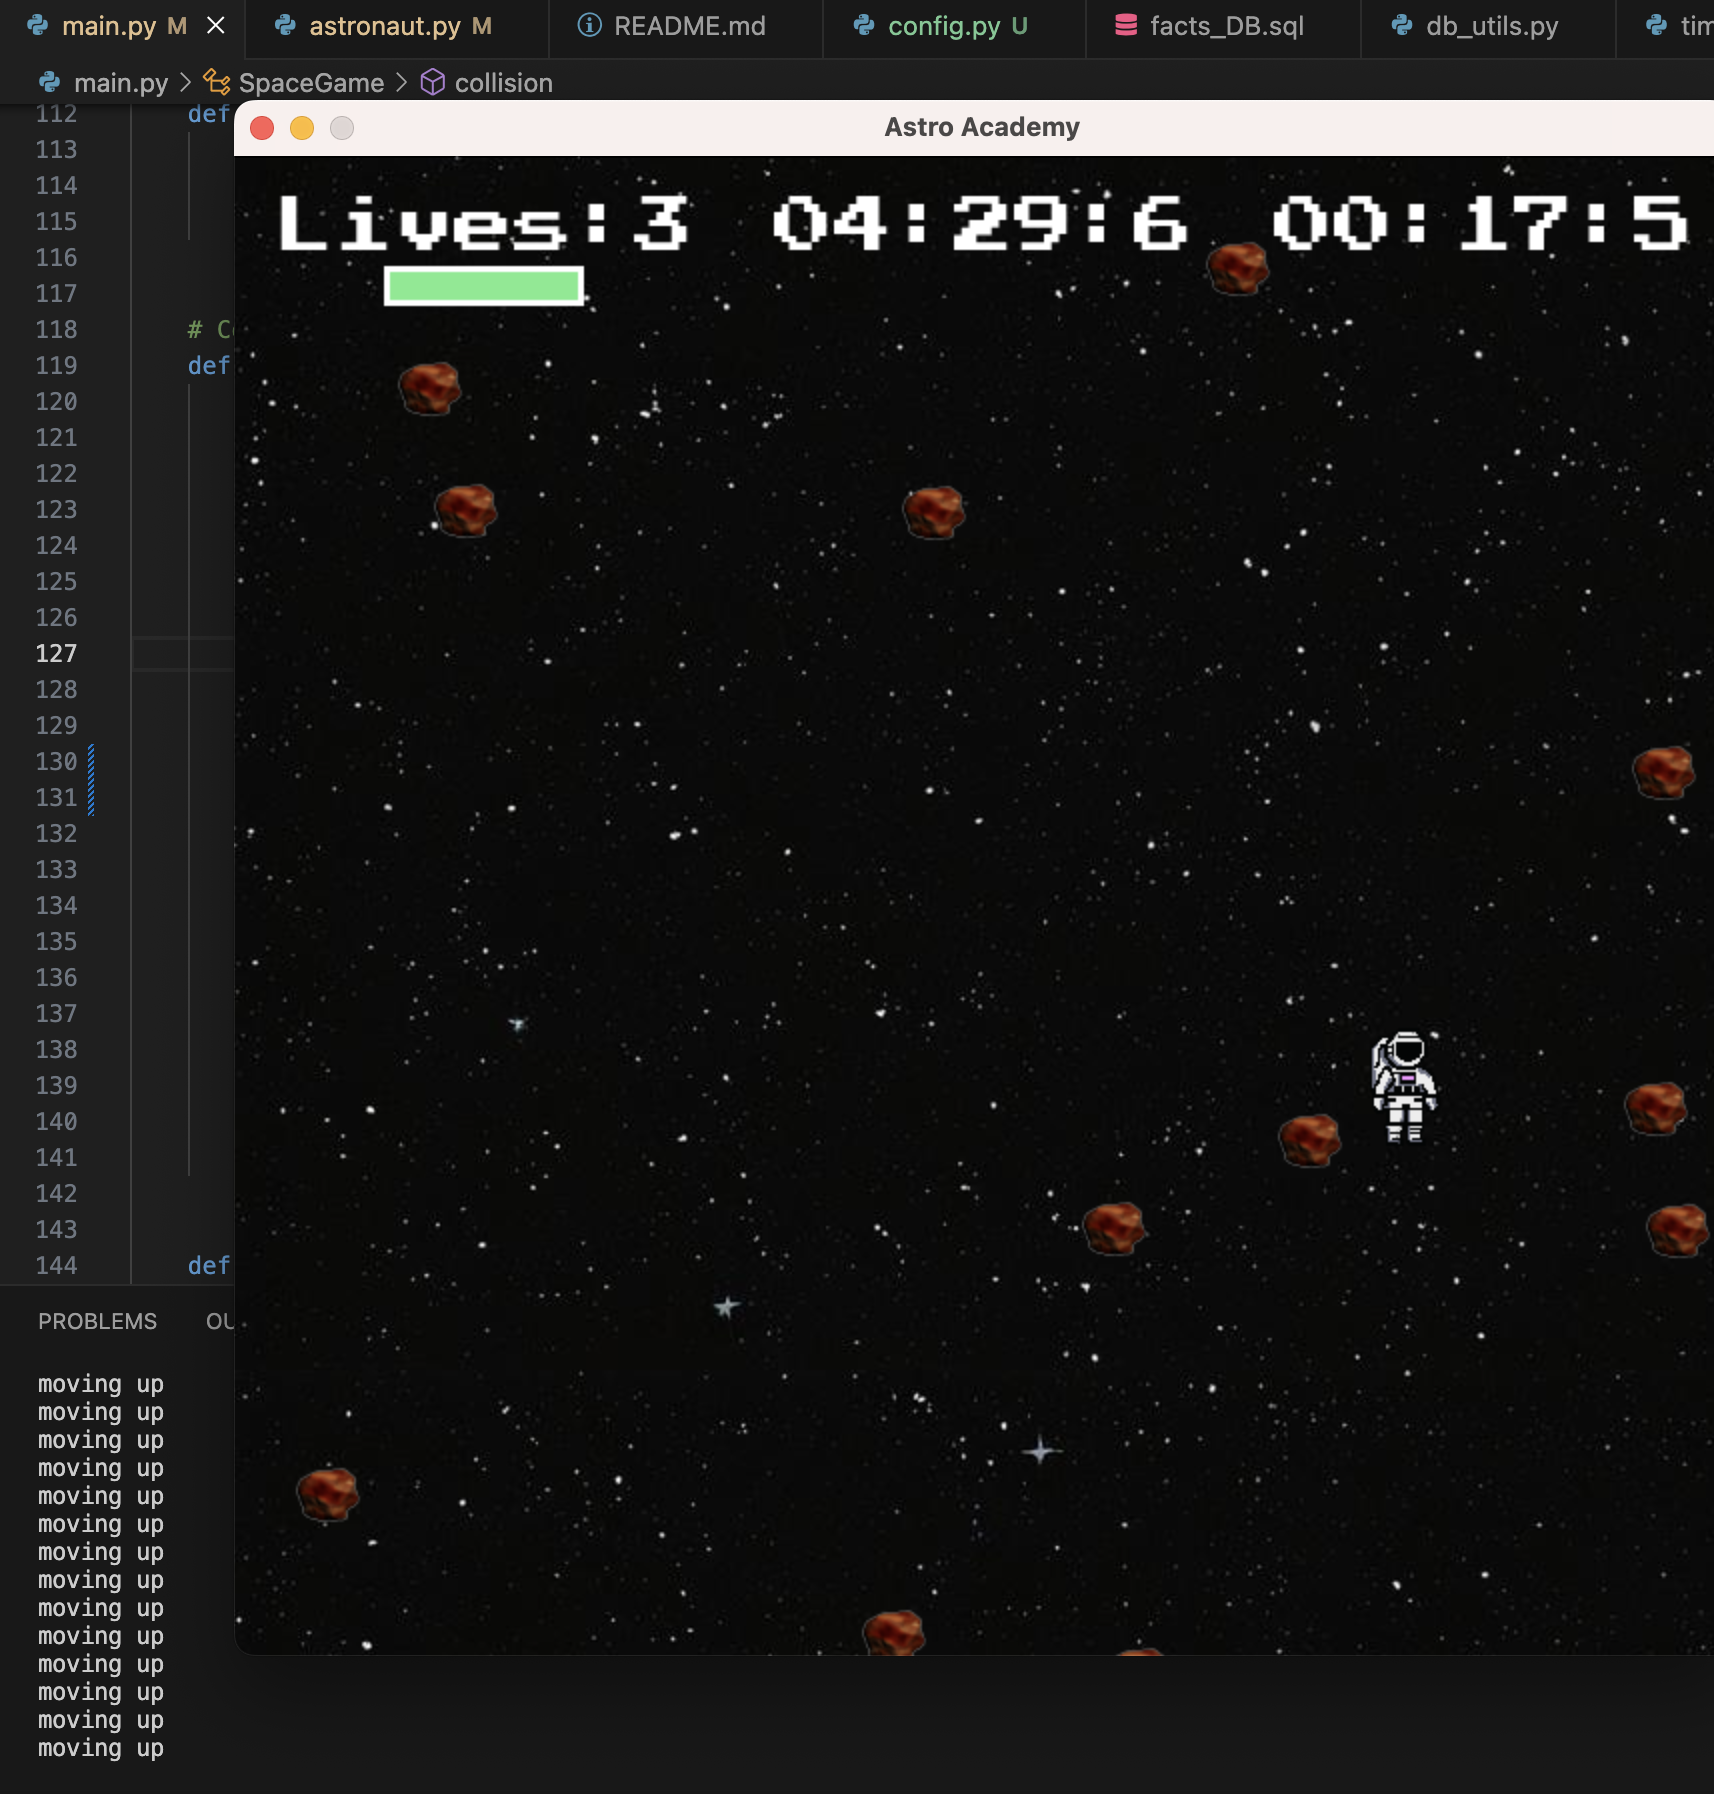 main.py M astronaut.py M README.md config.py U facts_DB.sql db_utils.py
main.py > SpaceGame > collision
Astro Academy
Lives:3 04:29:6 00:17:5
112 def
113
114
115
116
117
118 #
119 def
120
121
122
123
124
125
126
127
128
129
130
131
132
133
134
135
136
137
138
139
140
141
142
143
144 def
PROBLEMS
moving up
moving up
moving up
moving up
moving up
moving up
moving up
moving up
moving up
moving up
moving up
moving up
moving up
moving up